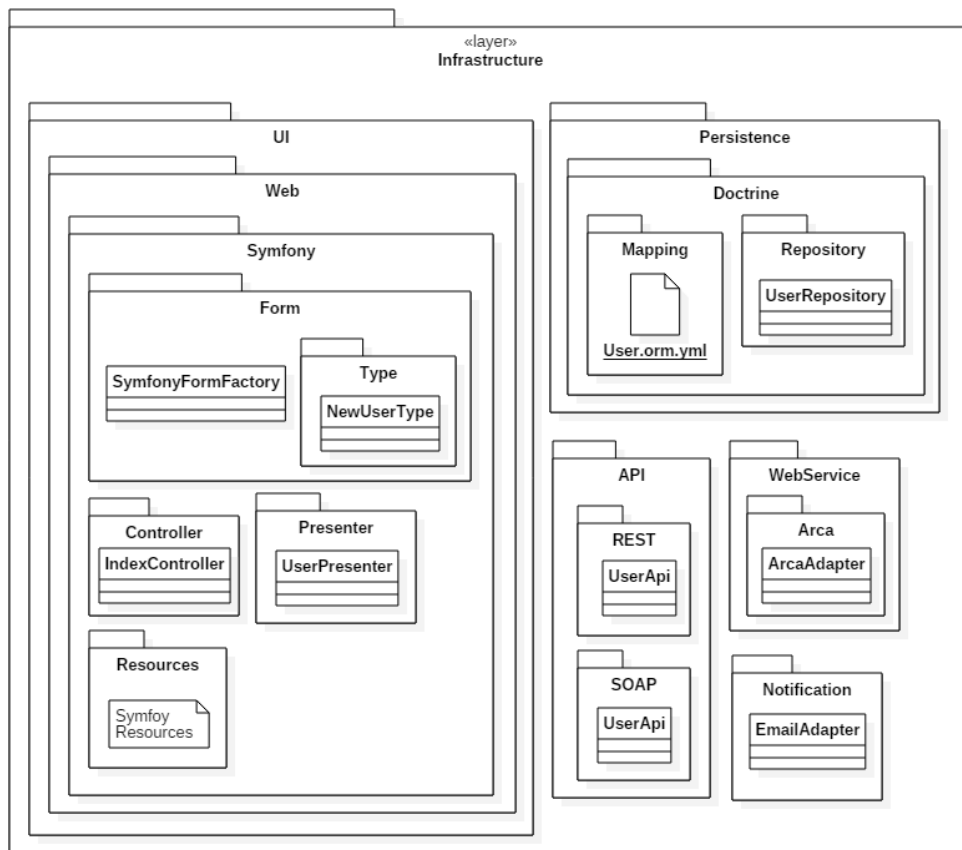 «layer»
Infrastructure
UI
Web
Symfony
Form
SymfonyFormFactory
Type
NewUserType
Controller
IndexController
Presenter
UserPresenter
Resources
Symfoy
Resources
Persistence
Doctrine
Mapping
User.orm.yml
Repository
UserRepository
API
REST
UserApi
SOAP
UserApi
WebService
Arca
ArcaAdapter
Notification
EmailAdapter